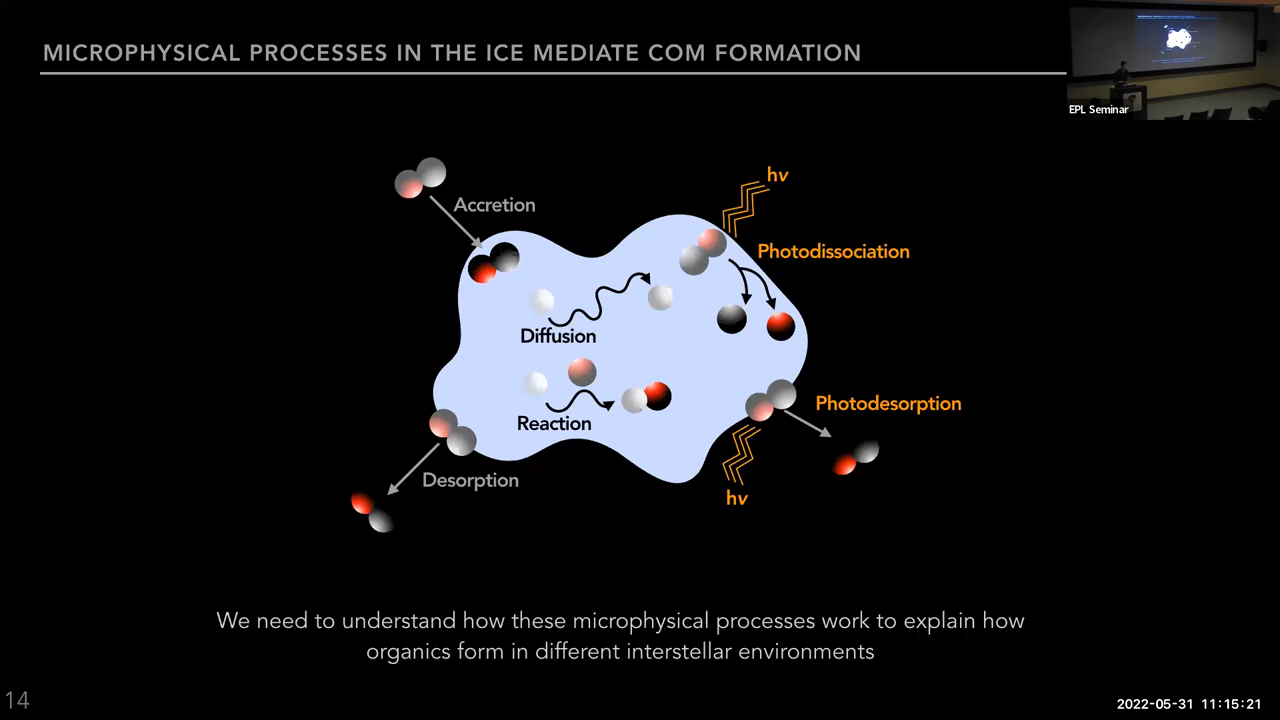 MICROPHYSICAL PROCESSES IN THE ICE MEDIATE COM FORMATION
EPL Seminar
hv
Accretion
Photodissociation
Diffusion
Reaction
Photodesorption
Desorption
hv
We need to understand how these microphysical processes work to explain how
organics form in different interstellar environments
14
2022-05-31 11:15:21